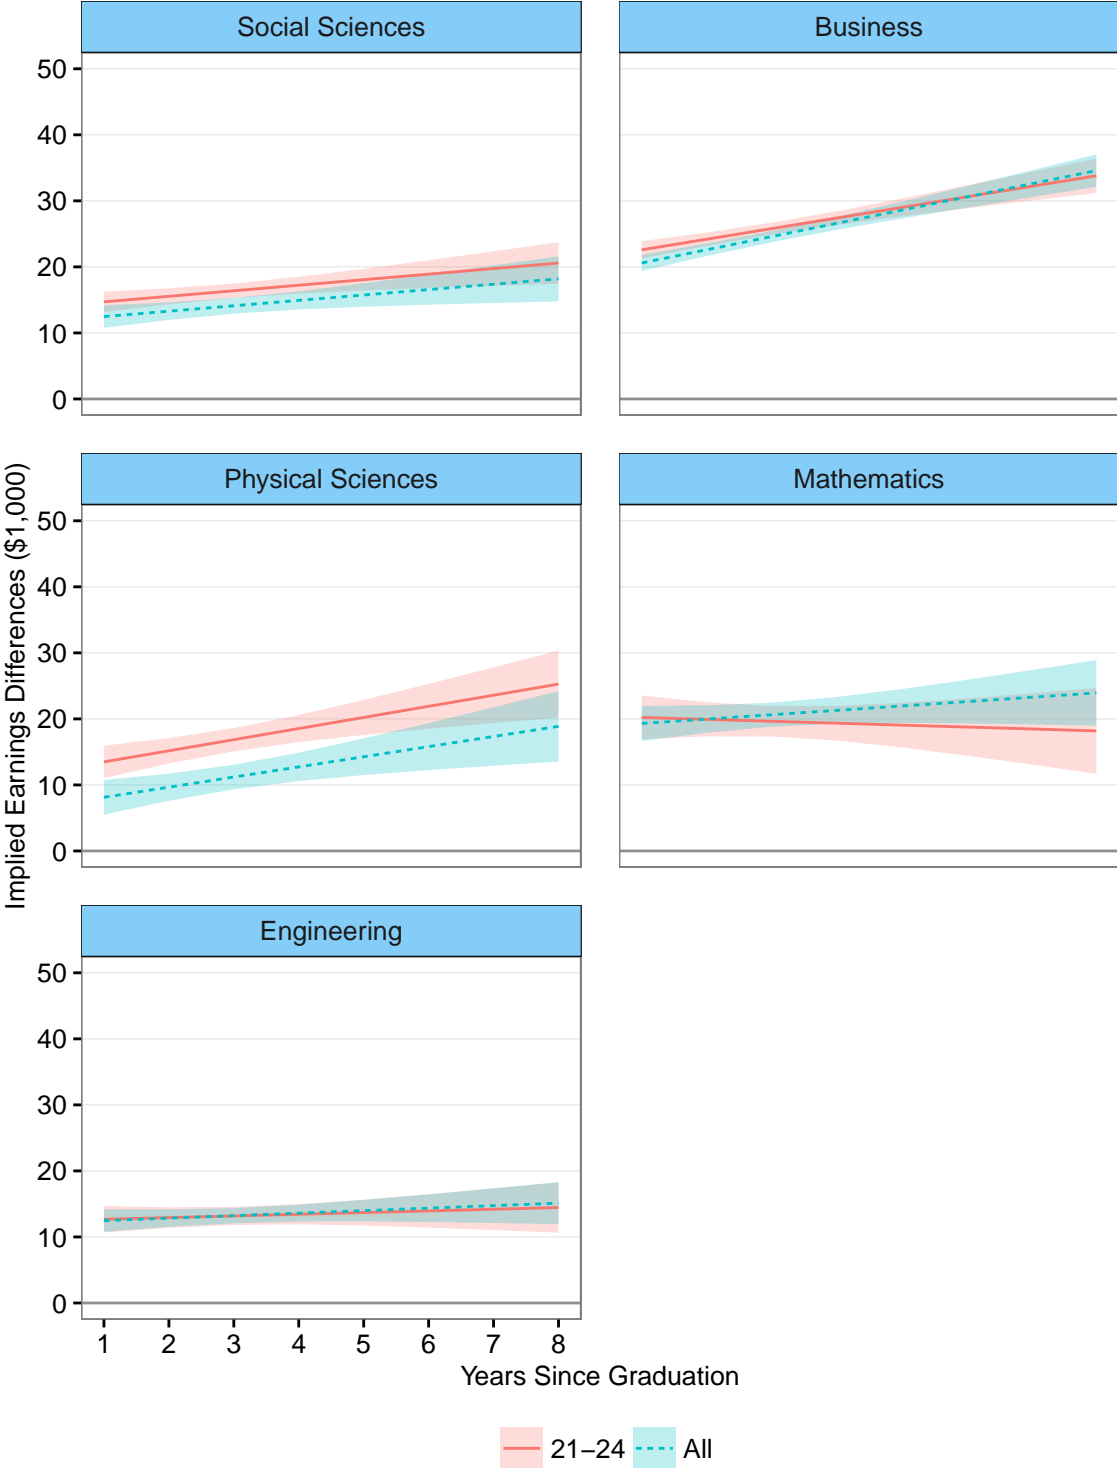 Social Sciences
Business
50
40
30
20
10
0
Physical Sciences
Mathematics
50
40
30
20
10
0
Implied Earnings Differences ($1,000)
Engineering
50
40
30
20
10
0
1 2 3 4 5 6 7 8
Years Since Graduation
21–24 All